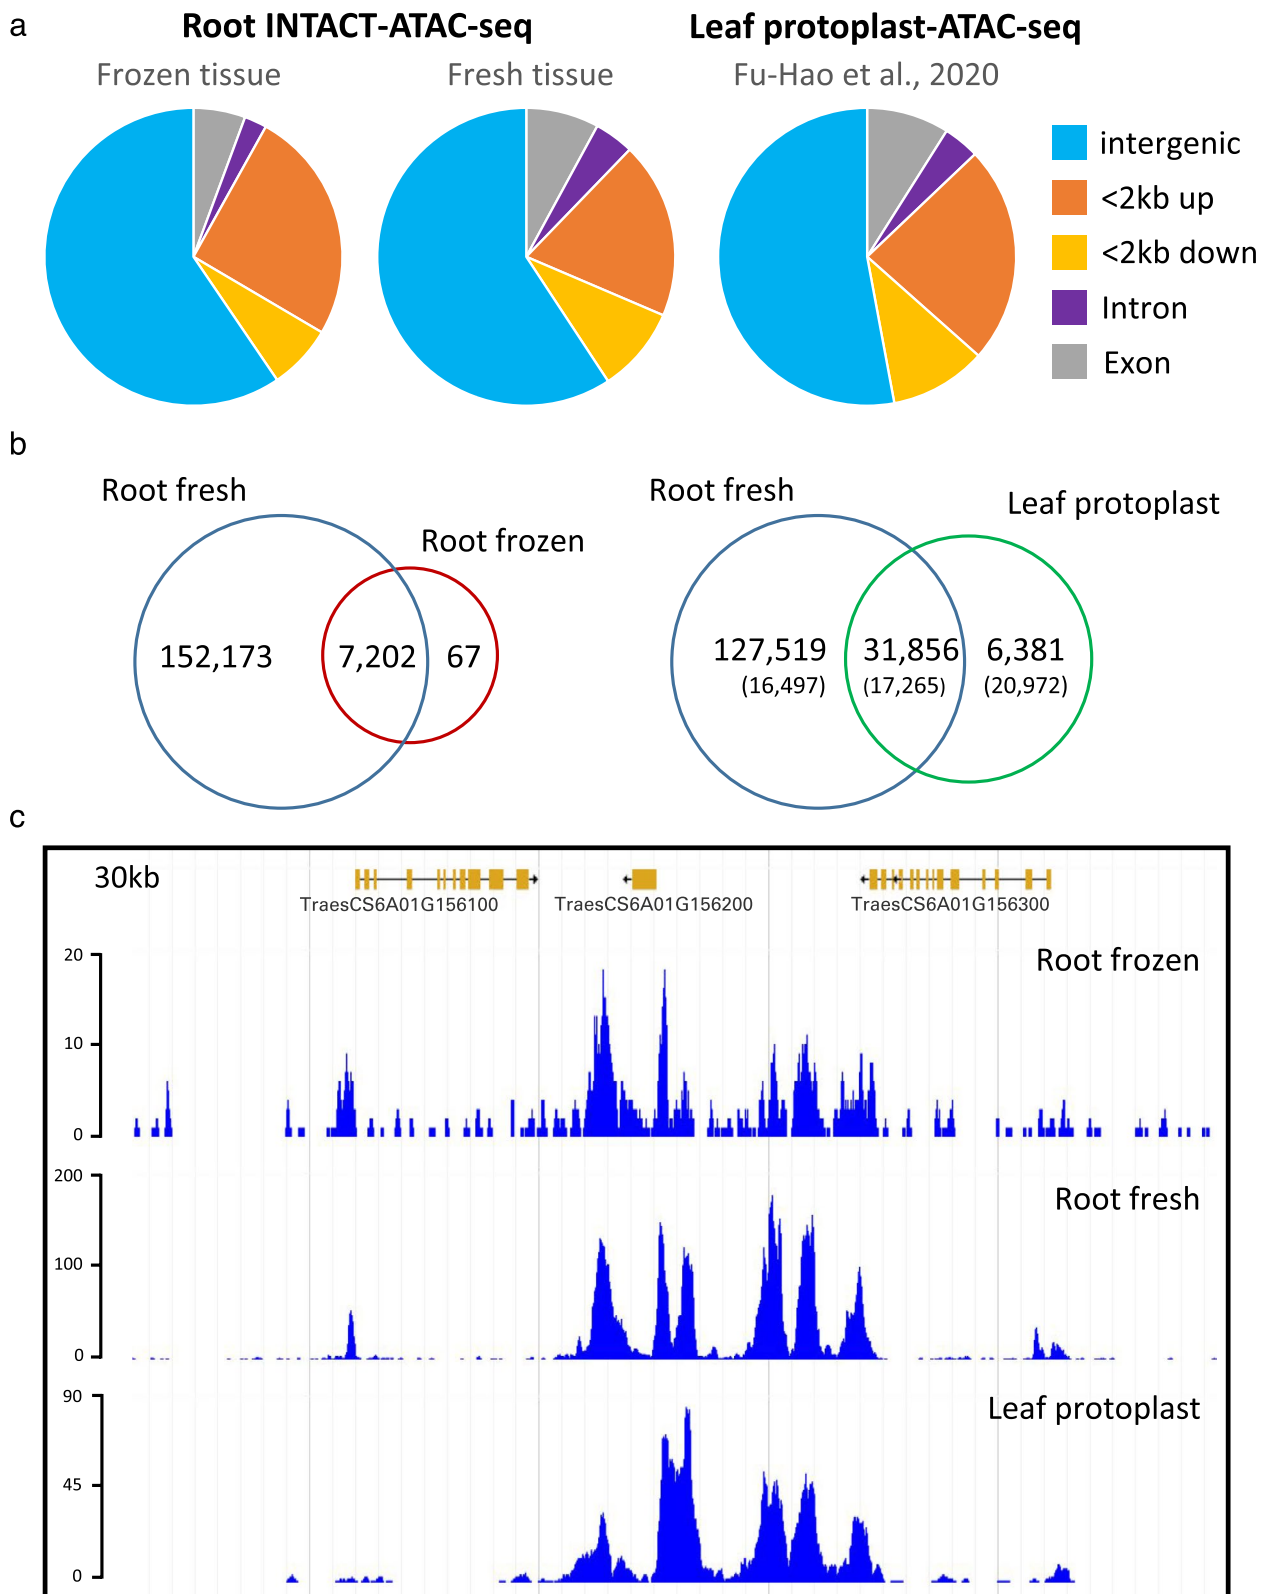 a
Root INTACT-ATAC-seq
Leaf protoplast-ATAC-seq
Frozen tissue
Fresh tissue
Fu-Hao et al., 2020
intergenic
<2kb up
<2kb down
Intron
Exon
b
Root fresh
Root frozen
152,173
7,202
67
Root fresh
Leaf protoplast
127,519
(16,497)
31,856
(17,265)
6,381
(20,972)
c
30kb
TraesCS6A01G156100
TraesCS6A01G156200
TraesCS6A01G156300
Root frozen
20
10
0
Root fresh
200
100
0
Leaf protoplast
90
45
0